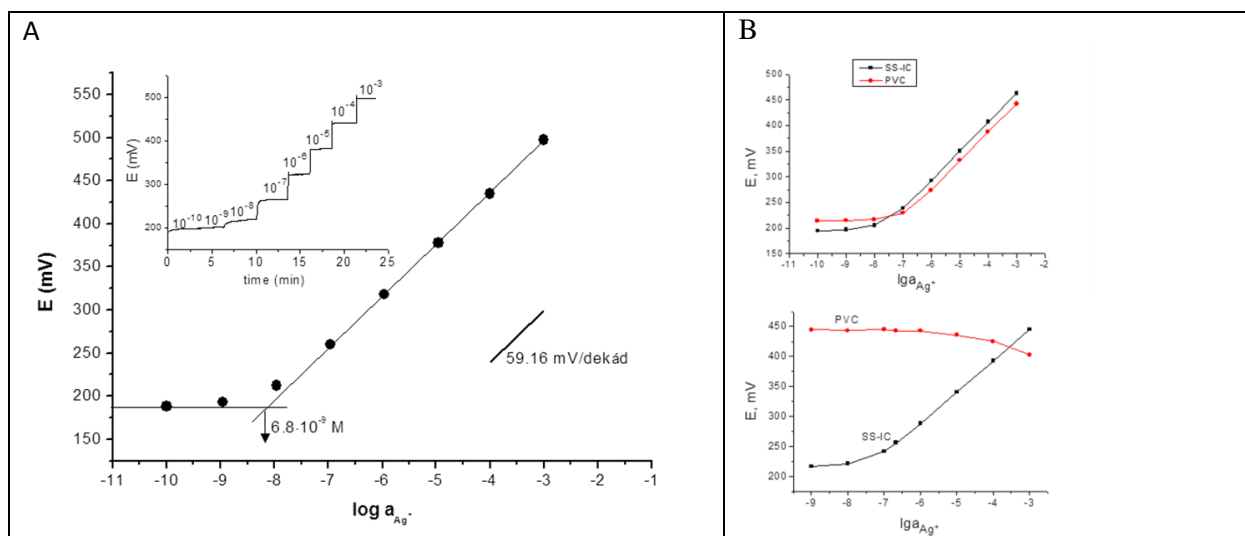 A
E (mV)
550
500
450
400
350
300
250
200
150
-11 -10 -9 -8 -7 -6 -5 -4 -3 -2 -1
log a Ag-
6.8·10-9 M
59.16 mV/dekád
E (mV)
500
400
300
200
0 5 10 15 20 25
time (min)
10-10 10-9 10-8 10-7 10-6 10-5 10-4 10-3
B
SS-IC
PVC
E, mV
500
450
400
350
300
250
200
150
-11 -10 -9 -8 -7 -6 -5 -4 -3 -2
lgaAg+
E, mV
450
400
350
300
250
200
PVC
SS-IC
-9 -8 -7 -6 -5 -4 -3
lgaAg+